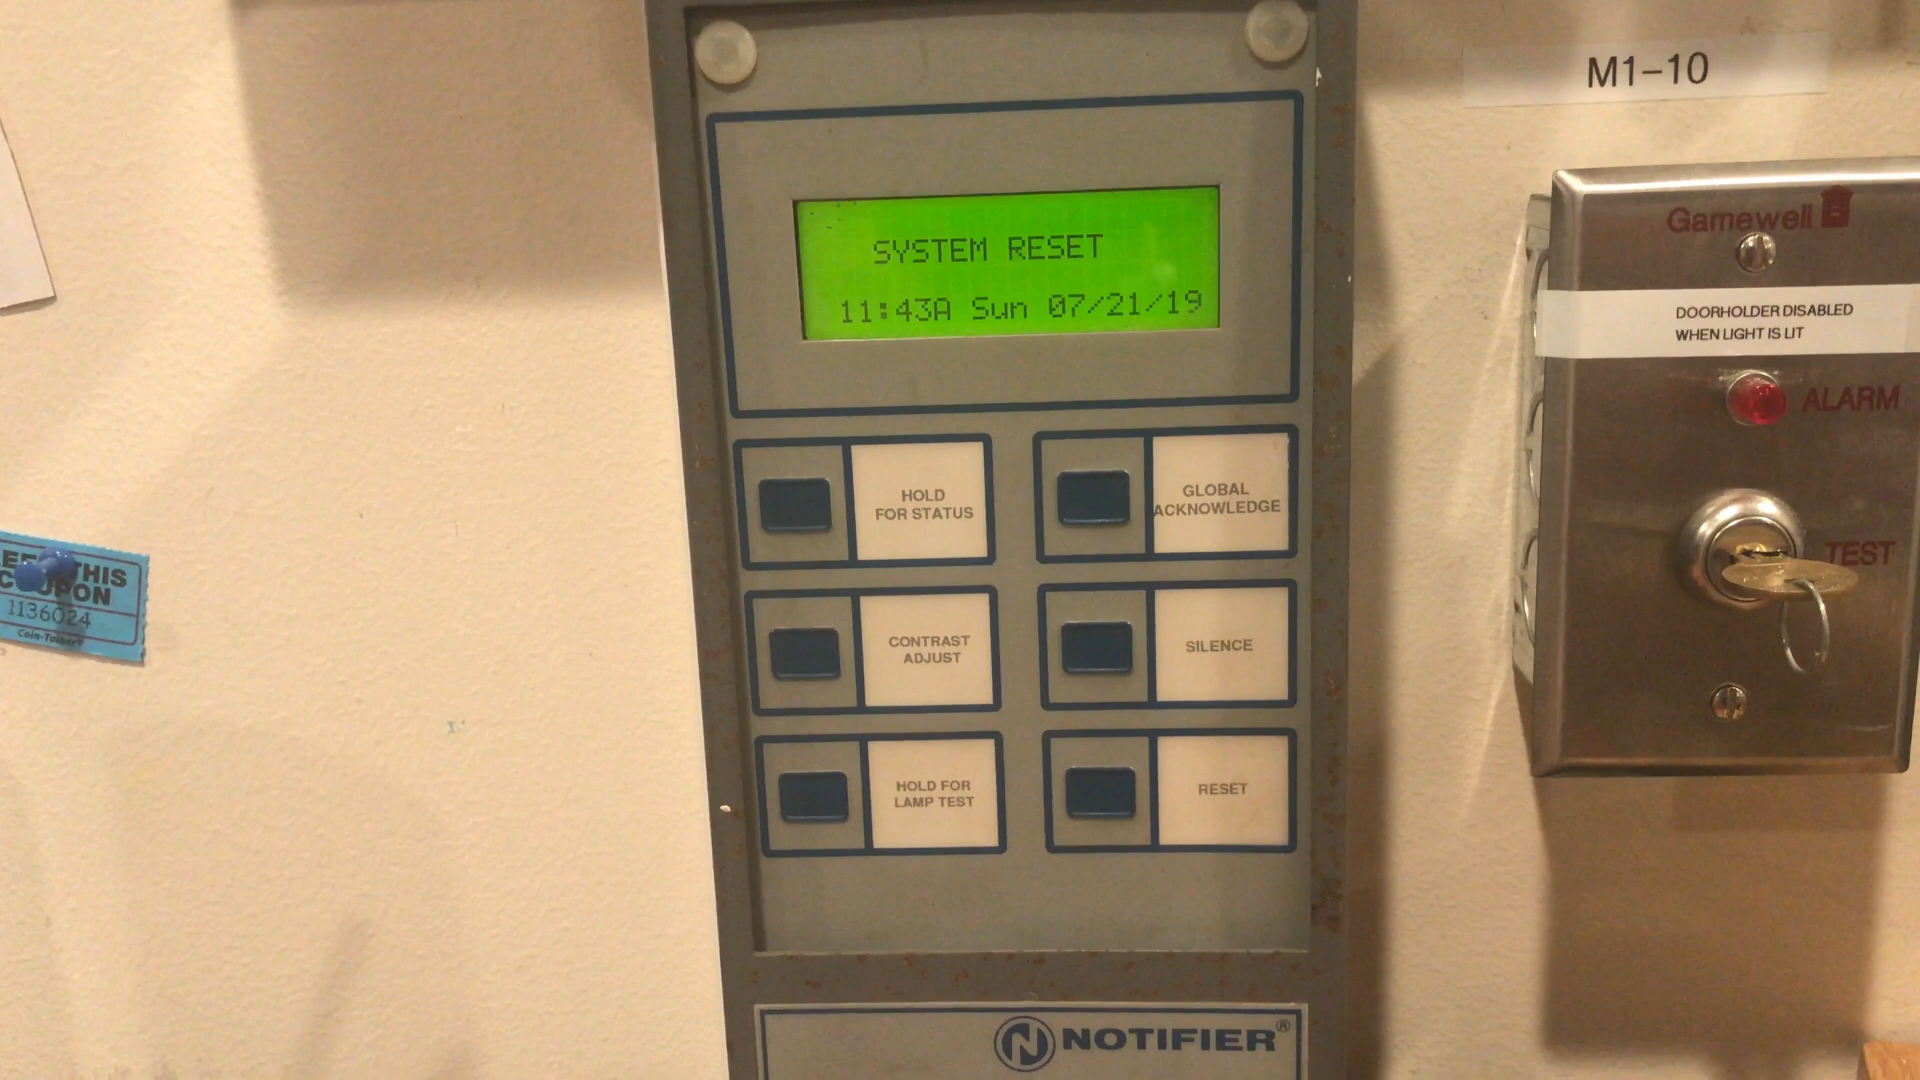 SYSTEM RESET
11:43A Sun 07/21/19
HOLD
FOR STATUS
GLOBAL
ACKNOWLEDGE
CONTRAST
ADJUST
SILENCE
HOLD FOR
LAMP TEST
RESET
NOTIFIER®
M1-10
Gamewell
DOORHOLDER DISABLED
WHEN LIGHT IS LIT
ALARM
TEST
THIS
COUPON
1136024